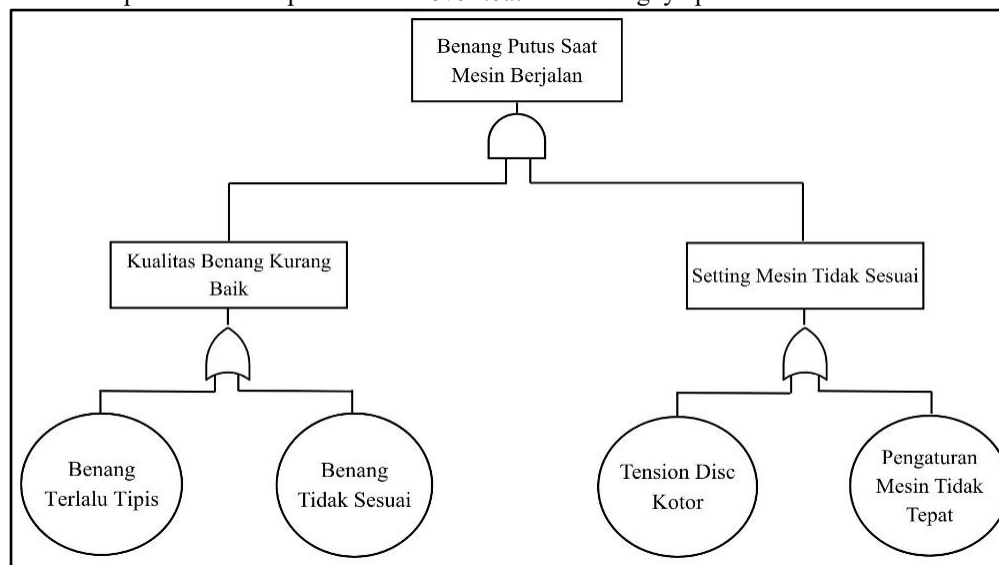 Benang Putus Saat
Mesin Berjalan
Kualitas Benang Kurang
Baik
Setting Mesin Tidak Sesuai
Benang
Terlalu Tipis
Benang
Tidak Sesuai
Tension Disc
Kotor
Pengaturan
Mesin Tidak
Tepat